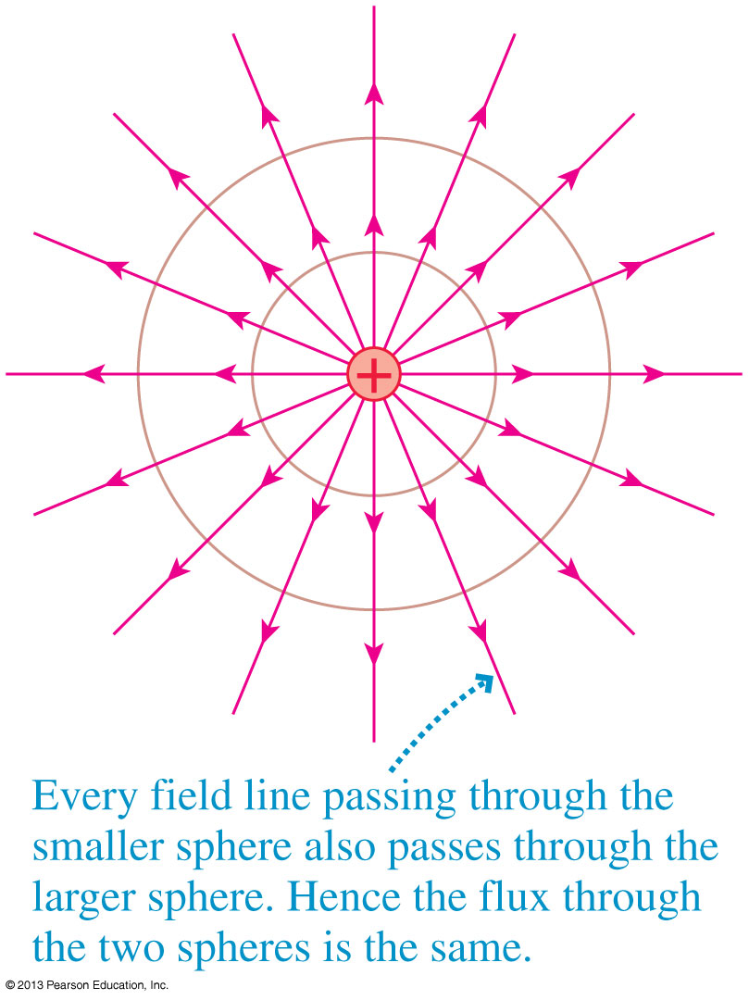 +
Every field line passing through the
smaller sphere also passes through the
larger sphere. Hence the flux through
the two spheres is the same.
© 2013 Pearson Education, Inc.